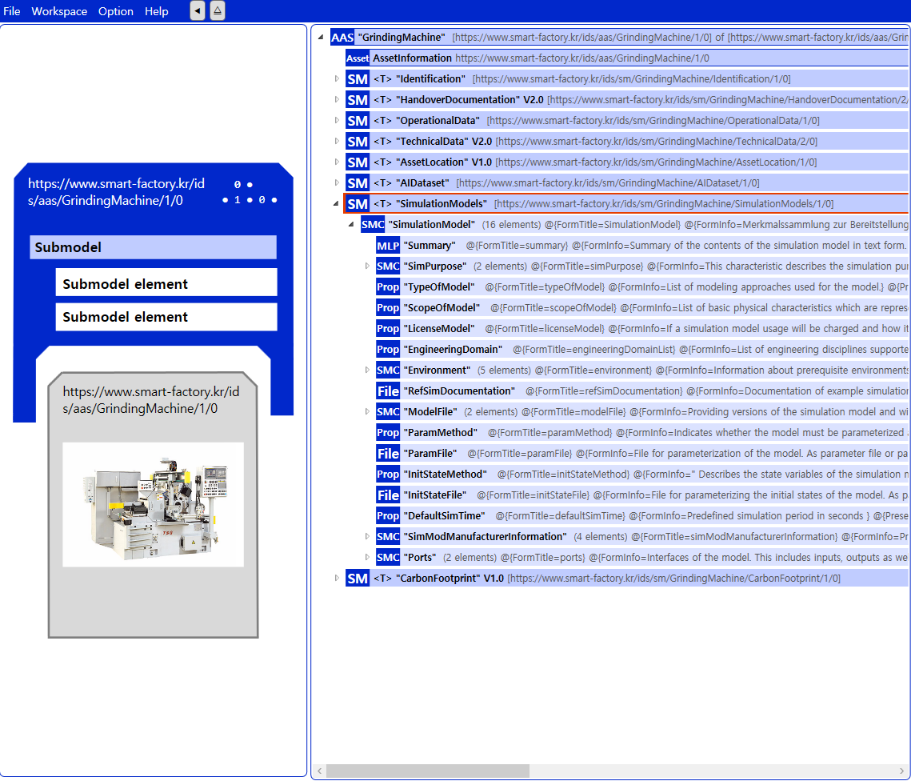 File Workspace Option Help
https://www.smart-factory.kr/id
s/aas/GrindingMachine/1/0
0
1 0
Submodel
Submodel element
Submodel element
https://www.smart-factory.kr/id
s/aas/GrindingMachine/1/0
AAS "GrindingMachine" [https://www.smart-factory.kr/ids/aas/GrindingMachine/1/0] of [https://www.smart-factory.kr/ids/aas/Grin
Asset AssetInformation https://www.smart-factory.kr/ids/aas/GrindingMachine/1/0
SM <T> "Identification" [https://www.smart-factory.kr/ids/sm/GrindingMachine/Identification/1/0]
SM <T> "HandoverDocumentation" V2.0 [https://www.smart-factory.kr/ids/sm/GrindingMachine/HandoverDocumentation/2/
SM <T> "OperationalData" [https://www.smart-factory.kr/ids/sm/GrindingMachine/OperationalData/1/0]
SM <T> "TechnicalData" V2.0 [https://www.smart-factory.kr/ids/sm/GrindingMachine/TechnicalData/2/0]
SM <T> "AssetLocation" V1.0 [https://www.smart-factory.kr/ids/sm/GrindingMachine/AssetLocation/1/0]
SM <T> "AIDataset" [https://www.smart-factory.kr/ids/sm/GrindingMachine/AIDataset/1/0]
SM <T> "SimulationModels" [https://www.smart-factory.kr/ids/sm/GrindingMachine/SimulationModels/1/0]
SMC "SimulationModel" (16 elements) @{FormTitle=SimulationModel} @{FormInfo=Merkmalssammlung zur Bereitstellung
MLP "Summary" @{FormTitle=summary} @{FormInfo=Summary of the contents of the simulation model in text form.
SMC "SimPurpose" (2 elements) @{FormTitle=simPurpose} @{FormInfo=This characteristic describes the simulation pur
Prop "TypeOfModel" @{FormTitle=typeOfModel} @{FormInfo=List of modeling approaches used for the model.} @{Pr
Prop "ScopeOfModel" @{FormTitle=scopeOfModel} @{FormInfo=List of basic physical characteristics which are repres
Prop "LicenseModel" @{FormTitle=licenseModel} @{FormInfo=If a simulation model usage will be charged and how it
Prop "EngineeringDomain" @{FormTitle=engineeringDomainList} @{FormInfo=List of engineering disciplines supporte
SMC "Environment" (5 elements) @{FormTitle=environment} @{FormInfo=Information about prerequisite environments
File "RefSimDocumentation" @{FormTitle=refSimDocumentation} @{FormInfo=Documentation of example simulation
SMC "ModelFile" (2 elements) @{FormTitle=modelFile} @{FormInfo=Providing versions of the simulation model and wi
Prop "ParamMethod" @{FormTitle=paramMethod} @{FormInfo=Indicates whether the model must be parameterized
File "ParamFile" @{FormTitle=paramFile} @{FormInfo=File for parameterization of the model. As parameter file or pa
Prop "InitStateMethod" @{FormTitle=initStateMethod} @{FormInfo=" Describes the state variables of the simulation
File "InitStateFile" @{FormTitle=initStateFile} @{FormInfo=File for parameterizing the initial states of the model. As p
Prop "DefaultSimTime" @{FormTitle=defaultSimTime} @{FormInfo=Predefined simulation period in seconds } @{Prese
SMC "SimModManufacturerInformation" (4 elements) @{FormTitle=simModManufacturerInformation} @{FormInfo=Pr
SMC "Ports" (2 elements) @{FormTitle=ports} @{FormInfo=Interfaces of the model. This includes inputs, outputs as we
SM <T> "CarbonFootprint" V1.0 [https://www.smart-factory.kr/ids/sm/GrindingMachine/CarbonFootprint/1/0]